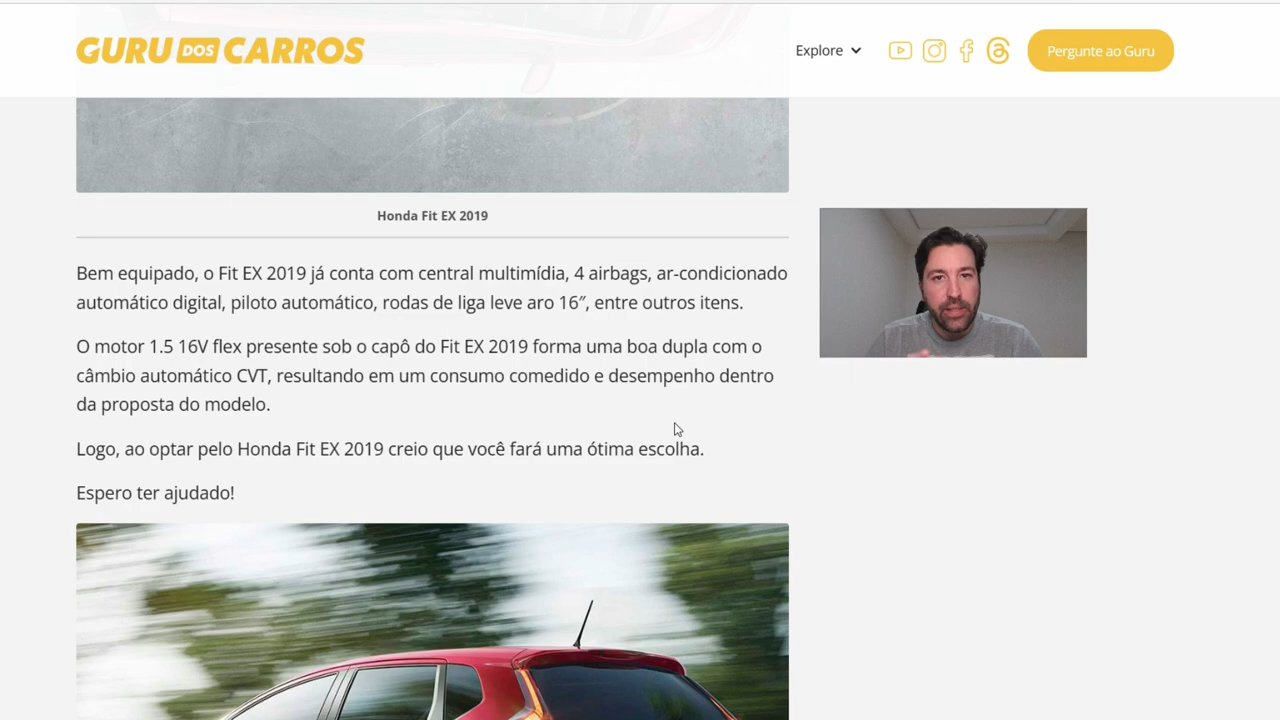 GURU DOS CARROS
Explore
Pergunte ao Guru
Honda Fit EX 2019
Bem equipado, o Fit EX 2019 já conta com central multimídia, 4 airbags, ar-condicionado
automático digital, piloto automático, rodas de liga leve aro 16″, entre outros itens.
O motor 1.5 16V flex presente sob o capô do Fit EX 2019 forma uma boa dupla com o
câmbio automático CVT, resultando em um consumo comedido e desempenho dentro
da proposta do modelo.
Logo, ao optar pelo Honda Fit EX 2019 creio que você fará uma ótima escolha.
Espero ter ajudado!